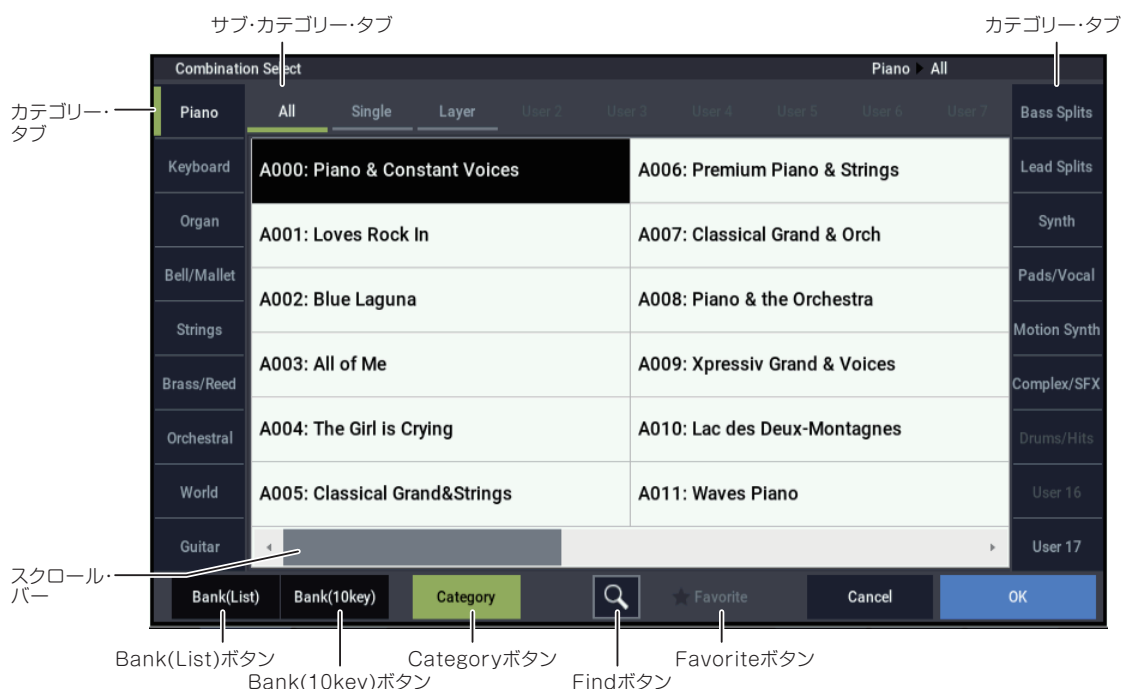 サブ・カテゴリー・タブ
カテゴリー・タブ
Combination Select
Piano All
カテゴリー・
タブ
Piano
All
Single
Layer
User 2
User 3
User 4
User 5
User 6
User 7
Bass Splits
Keyboard
A000: Piano & Constant Voices
A006: Premium Piano & Strings
Lead Splits
Organ
A001: Loves Rock In
A007: Classical Grand & Orch
Synth
Bell/Mallet
A002: Blue Laguna
A008: Piano & the Orchestra
Pads/Vocal
Strings
A003: All of Me
A009: Xpressiv Grand & Voices
Motion Synth
Brass/Reed
Complex/SFX
Orchestral
A004: The Girl is Crying
A010: Lac des Deux-Montagnes
Drums/Hits
World
A005: Classical Grand&Strings
A011: Waves Piano
User 16
Guitar
User 17
スクロール・
バー
Bank(List)
Bank(10key)
Category
Favorite
Cancel
OK
Bank(List)ボタン
Categoryボタン
Favoriteボタン
Bank(10key)ボタン
Findボタン